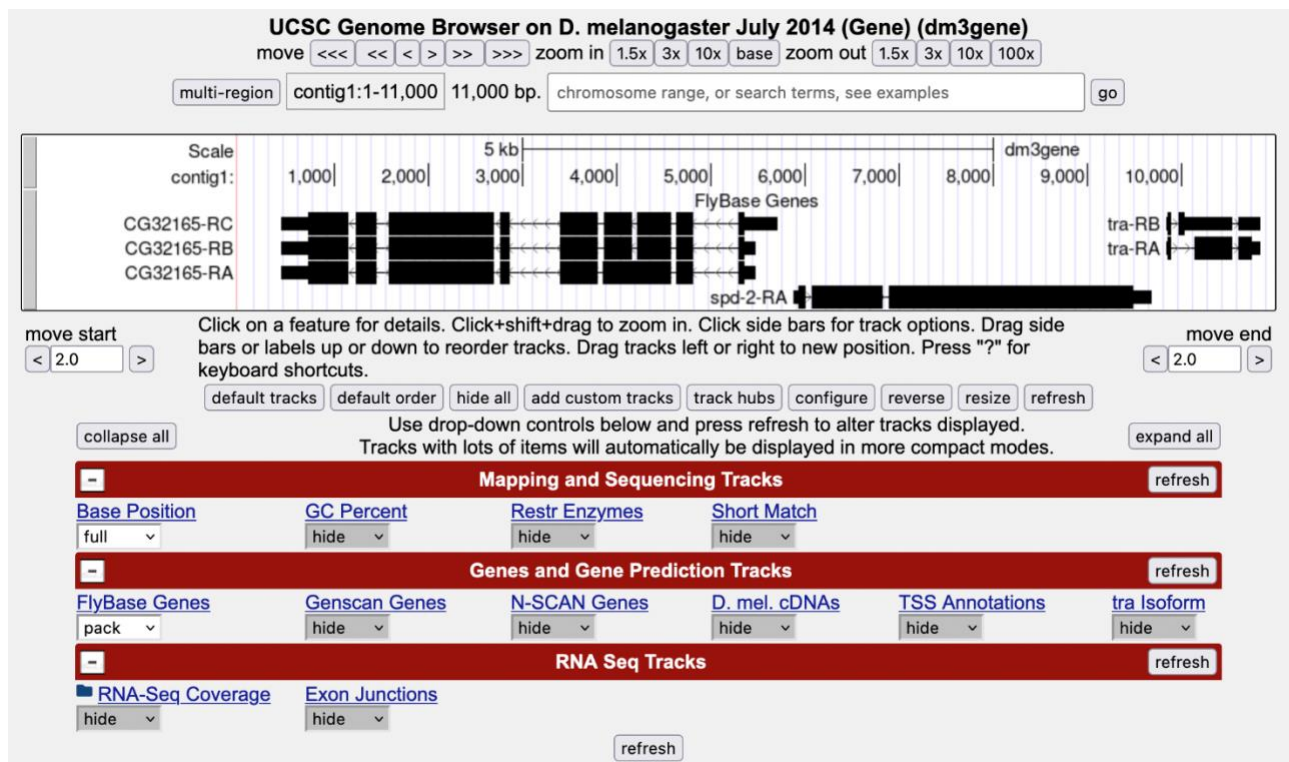 UCSC Genome Browser on D. melanogaster July 2014 (Gene) (dm3gene)
move <<< << < > >> >>> zoom in 1.5x 3x 10x base zoom out 1.5x 3x 10x 100x
multi-region contig1:1-11,000 11,000 bp. chromosome range, or search terms, see examples go
Scale 5 kb dm3gene
contig1: 1,000 2,000 3,000 4,000 5,000 6,000 7,000 8,000 9,000 10,000
FlyBase Genes
CG32165-RC tra-RB
CG32165-RB tra-RA
CG32165-RA
spd-2-RA
move start
< 2.0 >
Click on a feature for details. Click+shift+drag to zoom in. Click side bars for track options. Drag side
bars or labels up or down to reorder tracks. Drag tracks left or right to new position. Press "?" for
keyboard shortcuts.
move end
< 2.0 >
default tracks default order hide all add custom tracks track hubs configure reverse resize refresh
collapse all
Use drop-down controls below and press refresh to alter tracks displayed.
Tracks with lots of items will automatically be displayed in more compact modes.
expand all
- Mapping and Sequencing Tracks refresh
Base Position GC Percent Restr Enzymes Short Match
full hide hide hide
- Genes and Gene Prediction Tracks refresh
FlyBase Genes Genscan Genes N-SCAN Genes D. mel. cDNAs TSS Annotations tra Isoform
pack hide hide hide hide hide
- RNA Seq Tracks refresh
RNA-Seq Coverage Exon Junctions
hide hide
refresh